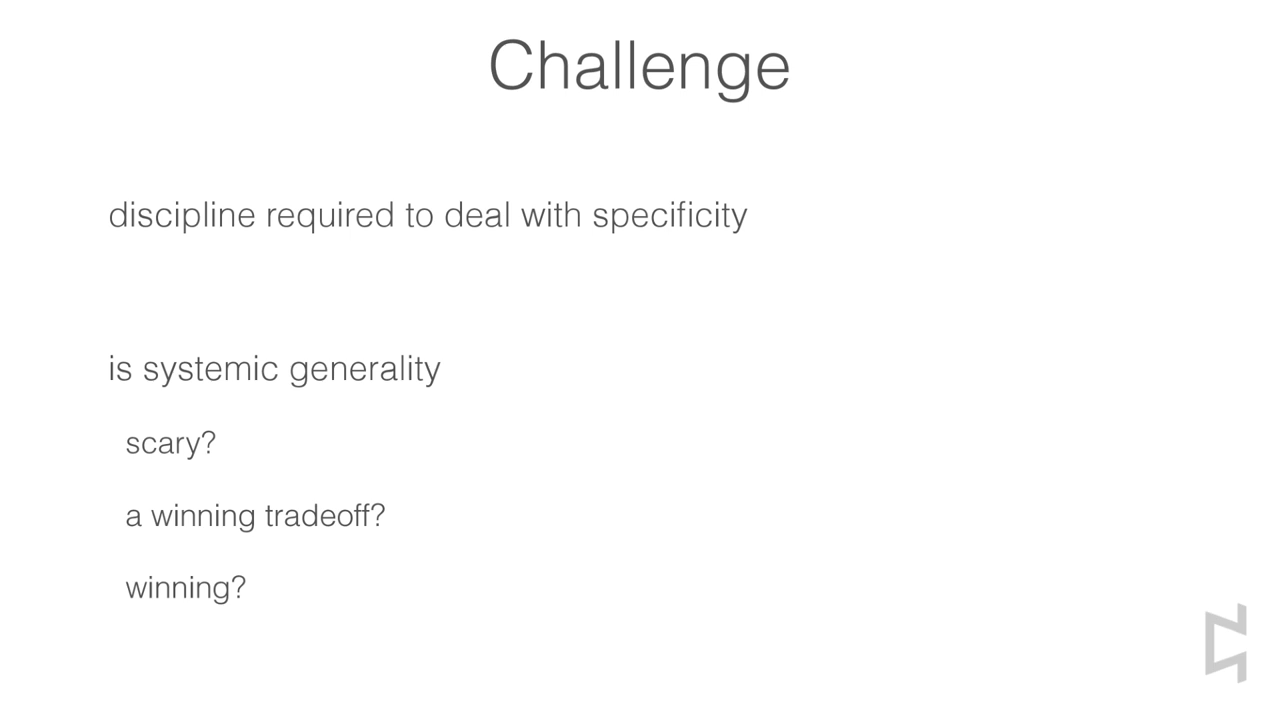 Challenge
discipline required to deal with specificity
is systemic generality
scary?
a winning tradeoff?
winning?